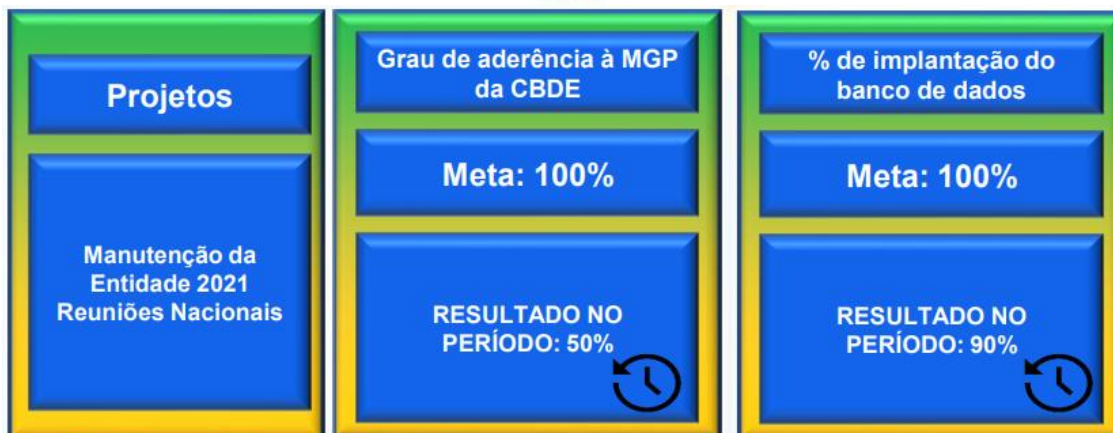 Projetos
Manutenção da
Entidade 2021
Reuniões Nacionais
Grau de aderência à MGP
da CBDE
Meta: 100%
RESULTADO NO
PERÍODO: 50%
% de implantação do
banco de dados
Meta: 100%
RESULTADO NO
PERÍODO: 90%